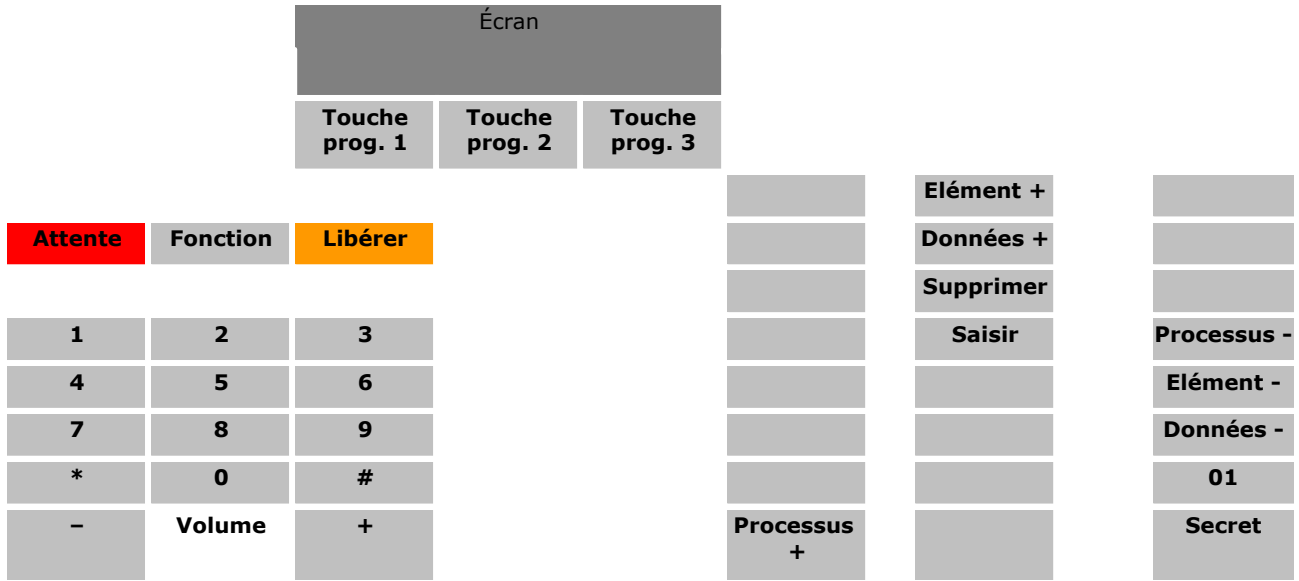 Écran
Touche prog. 1 Touche prog. 2 Touche prog. 3
Elément +
Attente Fonction Libérer Données +
Supprimer
1 2 3 Saisir Processus -
4 5 6 Elément -
7 8 9 Données -
* 0 # 01
– Volume + Processus + Secret